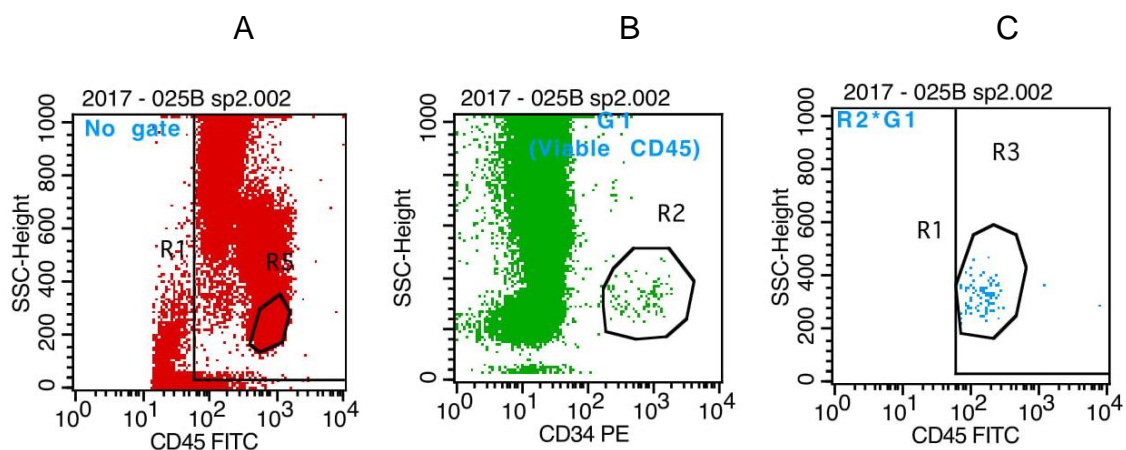 A
B
C
2017 - 025B sp2.002
No gate
R1
R5
SSC-Height
0 200 400 600 800 1000
10^0 10^1 10^2 10^3 10^4
CD45 FITC
2017 - 025B sp2.002
G1
(Viable CD45)
R2
SSC-Height
0
1000
10^0 10^1 10^2 10^3 10^4
CD34 PE
2017 - 025B sp2.002
R2*G1
R3
R1
SSC-Height
0 200 400 600 800 1000
10^0 10^1 10^2 10^3 10^4
CD45 FITC